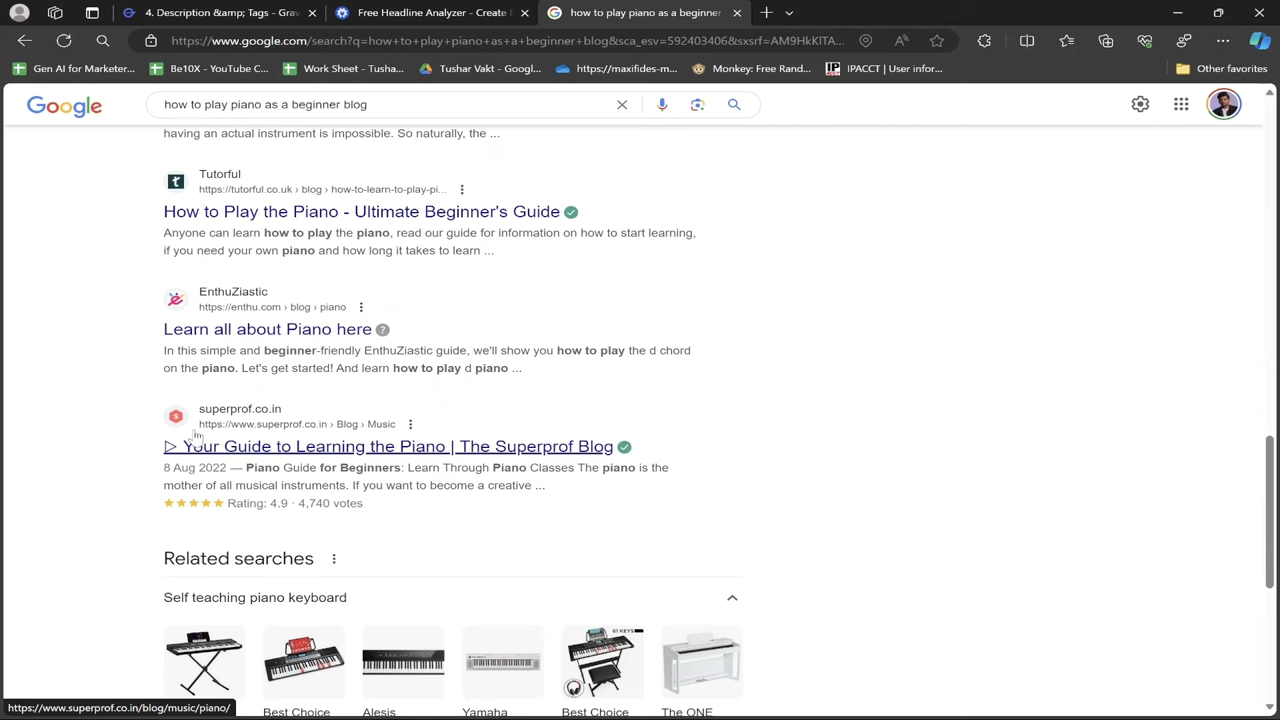 4. Description &amp; Tags - Grav
Free Headline Analyzer - Create E
how to play piano as a beginner
https://www.google.com/search?q=how+to+play+piano+as+a+beginner+blog&sca_esv=592403406&sxsrf=AM9HkKlTA...
Gen AI for Marketer...
Be10X - YouTube C...
Work Sheet - Tusha...
Tushar Vakt - Googl...
https://maxifides-m...
Monkey: Free Rand...
IPACCT | User infor...
Other favorites
Google
how to play piano as a beginner blog
having an actual instrument is impossible. So naturally, the ...
Tutorful
https://tutorful.co.uk › blog › how-to-learn-to-play-pi...
How to Play the Piano - Ultimate Beginner's Guide
Anyone can learn how to play the piano, read our guide for information on how to start learning,
if you need your own piano and how long it takes to learn ...
EnthuZiastic
https://enthu.com › blog › piano
Learn all about Piano here
In this simple and beginner-friendly EnthuZiastic guide, we'll show you how to play the d chord
on the piano. Let's get started! And learn how to play d piano ...
superprof.co.in
https://www.superprof.co.in › Blog › Music
▷ Your Guide to Learning the Piano | The Superprof Blog
8 Aug 2022 — Piano Guide for Beginners: Learn Through Piano Classes The piano is the
mother of all musical instruments. If you want to become a creative ...
Rating: 4.9 · 4,740 votes
Related searches
Self teaching piano keyboard
61 KEYS
Best Choice
Alesis
Yamaha
Best Choice
The ONE
https://www.superprof.co.in/blog/music/piano/